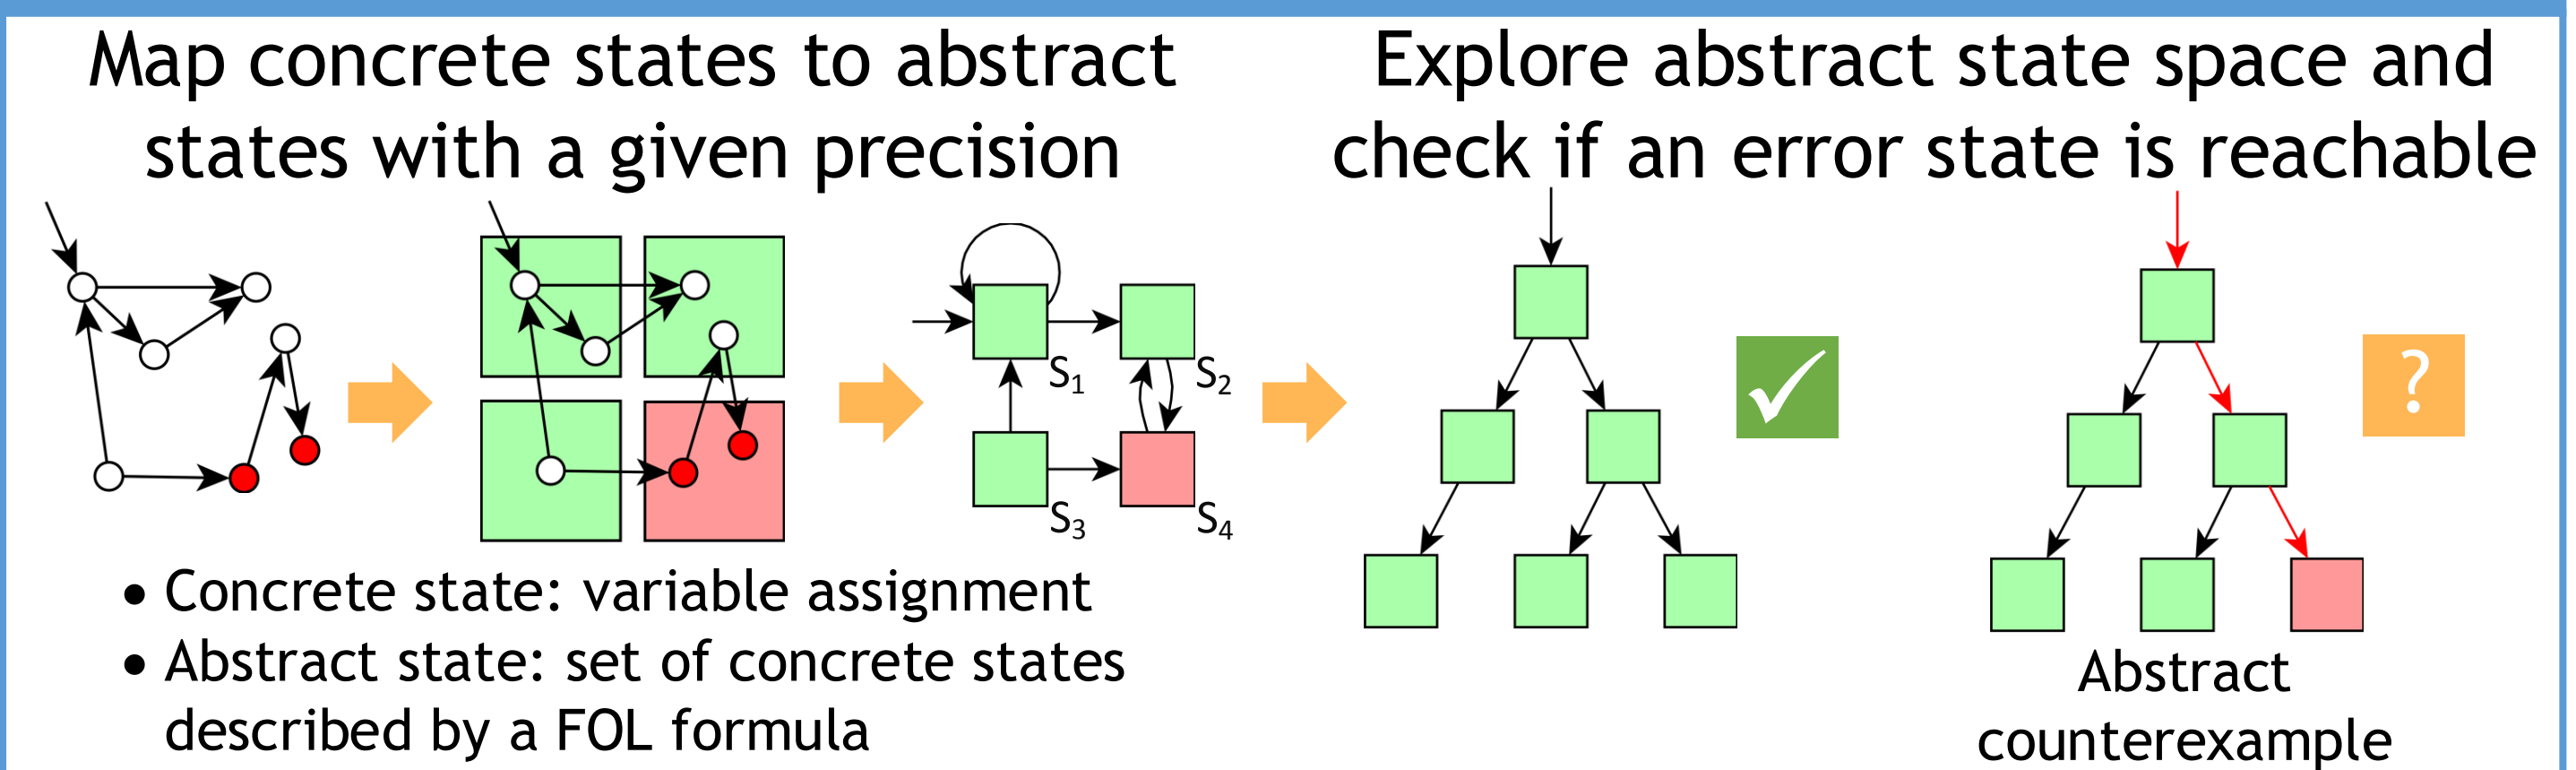 Map concrete states to abstract
states with a given precision
Explore abstract state space and
check if an error state is reachable
S₁
S₂
S₃
S₄
?
• Concrete state: variable assignment
• Abstract state: set of concrete states
described by a FOL formula
Abstract
counterexample